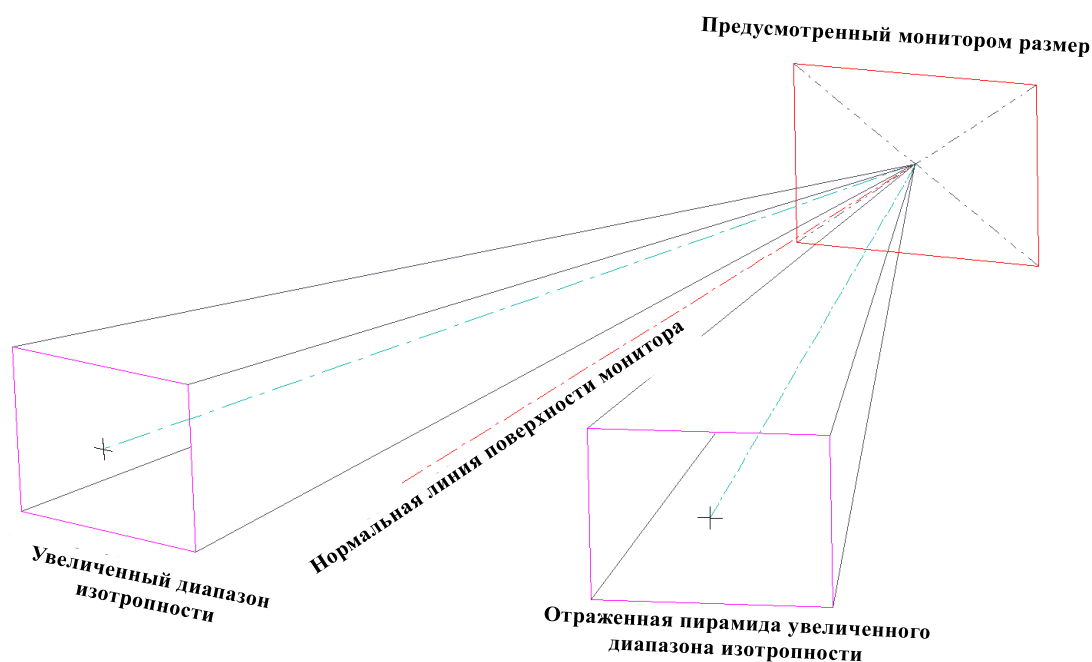 Предусмотренный монитором размер
Нормальная линия поверхности монитора
Увеличенный диапазон
изотропности
Отраженная пирамида увеличенного
диапазона изотропности